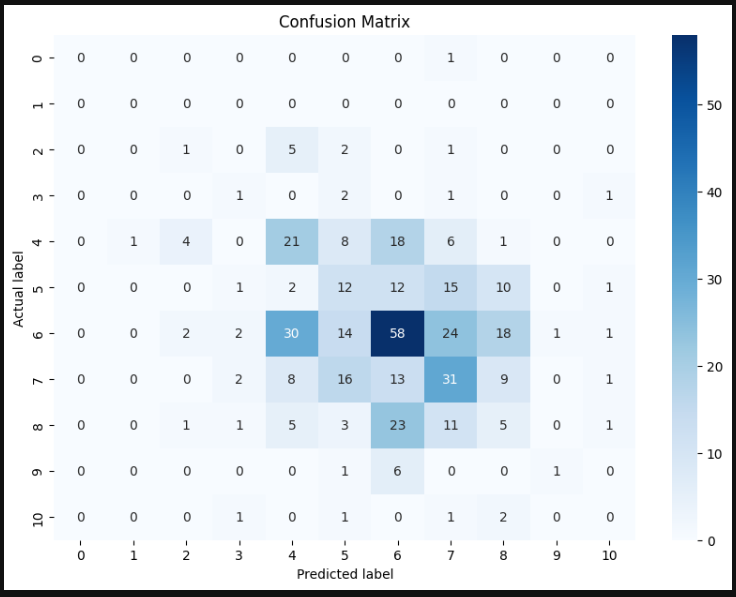 Confusion Matrix
0 0 0 0 0 0 0 0 1 0 0 0
1 0 0 0 0 0 0 0 0 0 0 0
2 0 0 1 0 5 2 0 1 0 0 0
3 0 0 0 1 0 2 0 1 0 0 1
4 0 1 4 0 21 8 18 6 1 0 0
5 0 0 0 1 2 12 12 15 10 0 1
6 0 0 2 2 30 14 58 24 18 1 1
7 0 0 0 2 8 16 13 31 9 0 1
8 0 0 1 1 5 3 23 11 5 0 1
9 0 0 0 0 0 1 6 0 0 1 0
10 0 0 0 1 0 1 0 1 2 0 0
0 1 2 3 4 5 6 7 8 9 10
Predicted label
Actual label
50
40
30
20
10
0